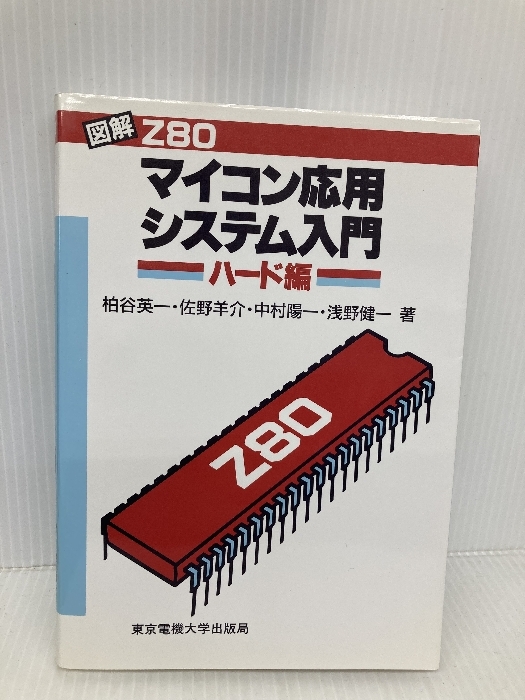 図解 Z80
マイコン応用
システム入門
ハード編
柏谷英一・佐野羊介・中村陽一・浅野健一 著
Z80
東京電機大学出版局